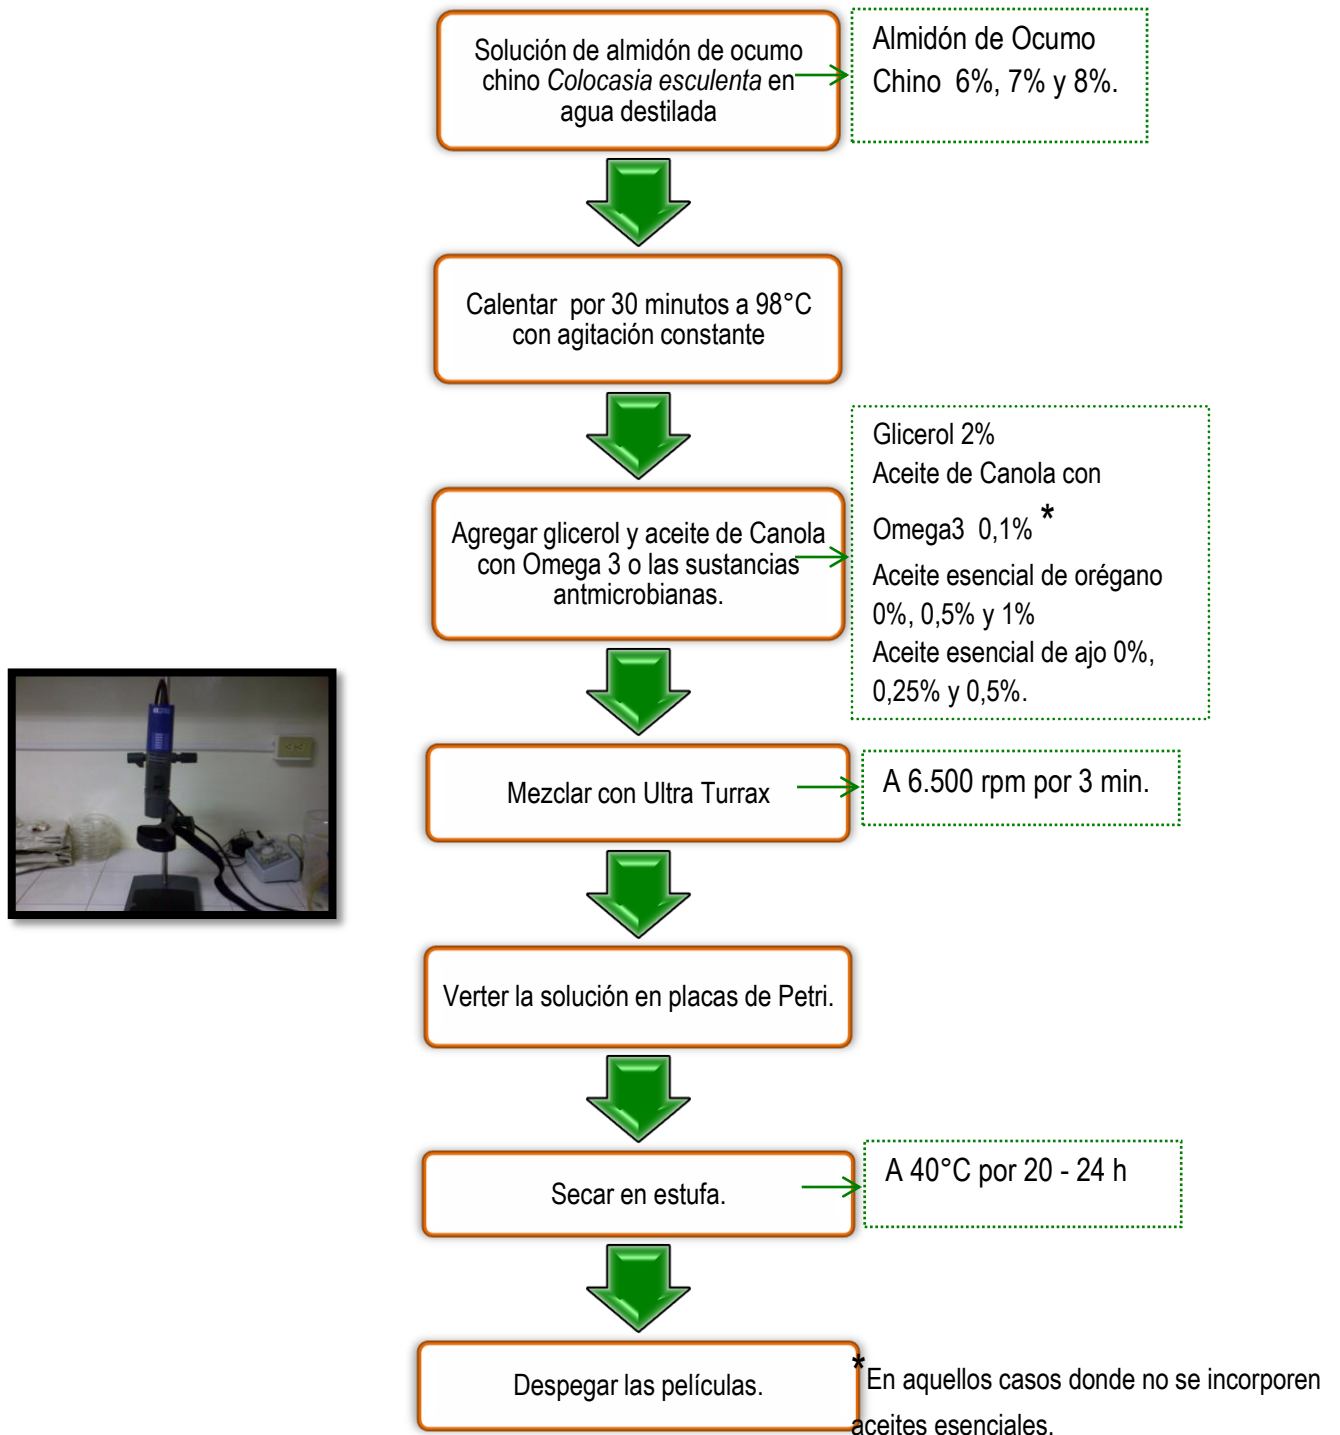 Solución de almidón de ocumo
chino Colocasia esculenta en
agua destilada
Almidón de Ocumo
Chino 6%, 7% y 8%.
Calentar por 30 minutos a 98°C
con agitación constante
Agregar glicerol y aceite de Canola
con Omega 3 o las sustancias
antmicrobianas.
Glicerol 2%
Aceite de Canola con
Omega3 0,1% *
Aceite esencial de orégano
0%, 0,5% y 1%
Aceite esencial de ajo 0%,
0,25% y 0,5%.
Mezclar con Ultra Turrax
A 6.500 rpm por 3 min.
Verter la solución en placas de Petri.
Secar en estufa.
A 40°C por 20 - 24 h
Despegar las películas.
*En aquellos casos donde no se incorporen
aceites esenciales.